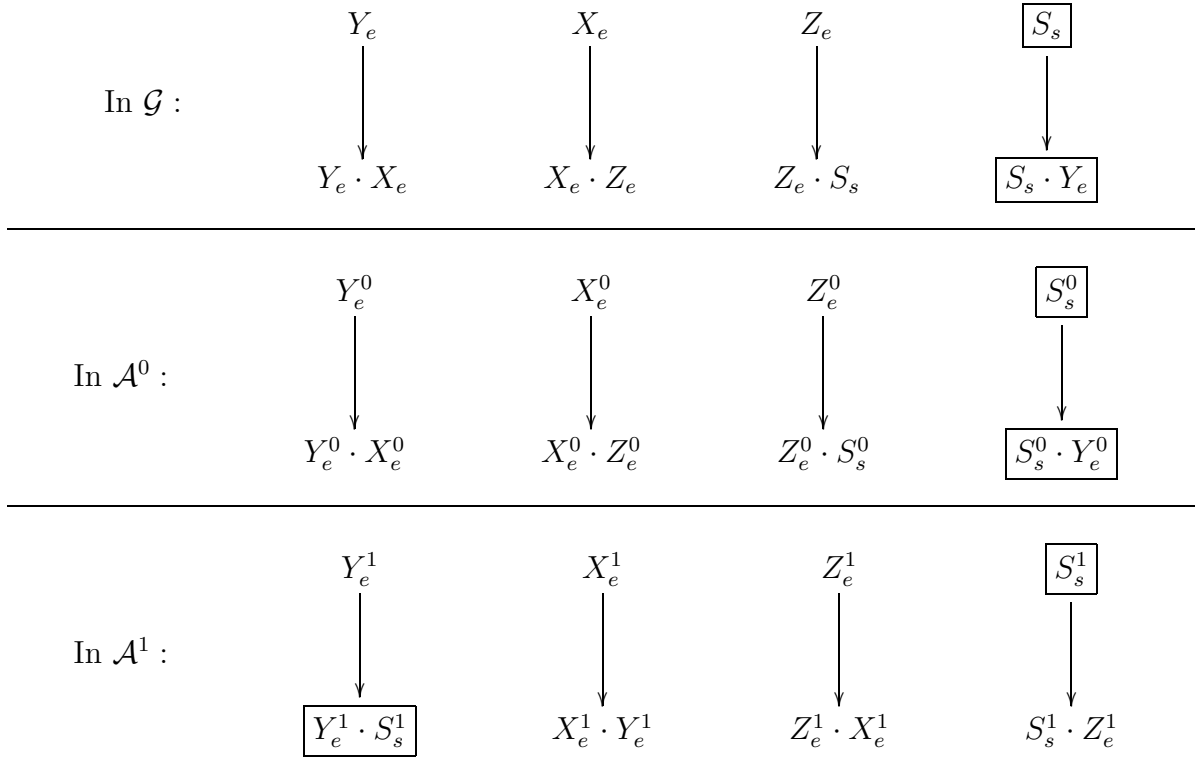 Y_e X_e Z_e S_s
In 𝒢 :
Y_e · X_e X_e · Z_e Z_e · S_s S_s · Y_e
Y_e^0 X_e^0 Z_e^0 S_s^0
In 𝒜^0 :
Y_e^0 · X_e^0 X_e^0 · Z_e^0 Z_e^0 · S_s^0 S_s^0 · Y_e^0
Y_e^1 X_e^1 Z_e^1 S_s^1
In 𝒜^1 :
Y_e^1 · S_s^1 X_e^1 · Y_e^1 Z_e^1 · X_e^1 S_s^1 · Z_e^1